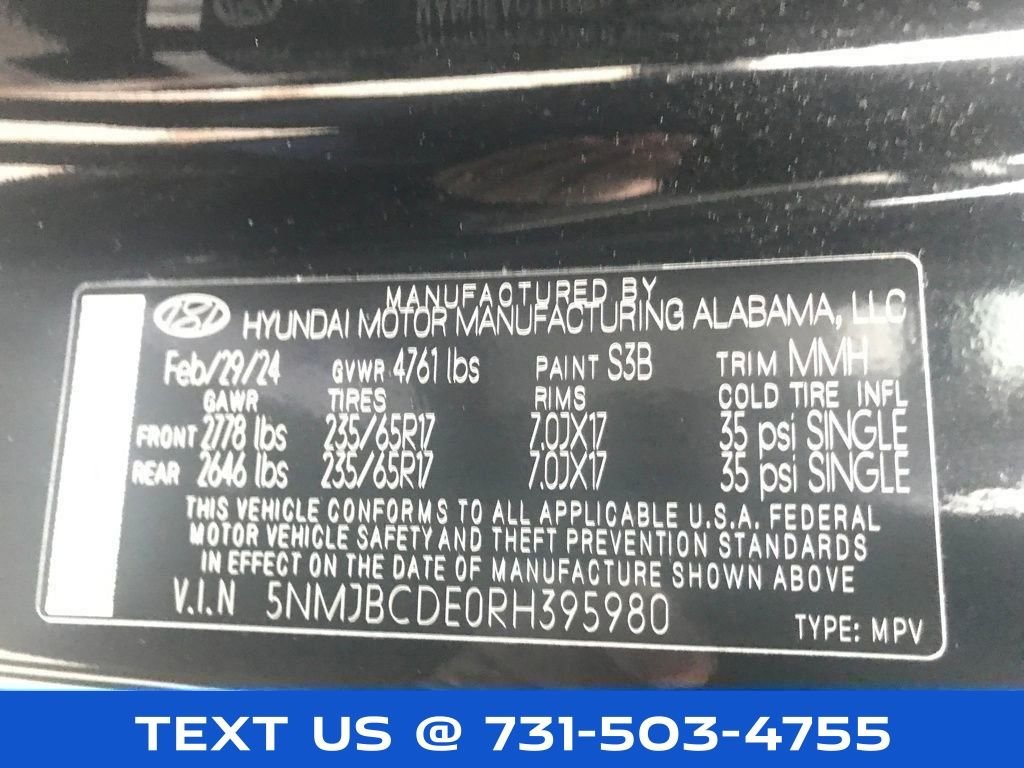 MANUFACTURED BY
HYUNDAI MOTOR MANUFACTURING ALABAMA, LLC
Feb/29/24 GVWR 4761 lbs PAINT S3B TRIM MMH
GAWR TIRES RIMS COLD TIRE INFL
FRONT 2778 lbs 235/65R17 7.0JX17 35 psi SINGLE
REAR 2646 lbs 235/65R17 7.0JX17 35 psi SINGLE
THIS VEHICLE CONFORMS TO ALL APPLICABLE U.S.A. FEDERAL
MOTOR VEHICLE SAFETY AND THEFT PREVENTION STANDARDS
IN EFFECT ON THE DATE OF MANUFACTURE SHOWN ABOVE
V.I.N 5NMJBCDE0RH395980
TYPE: MPV
TEXT US @ 731-503-4755